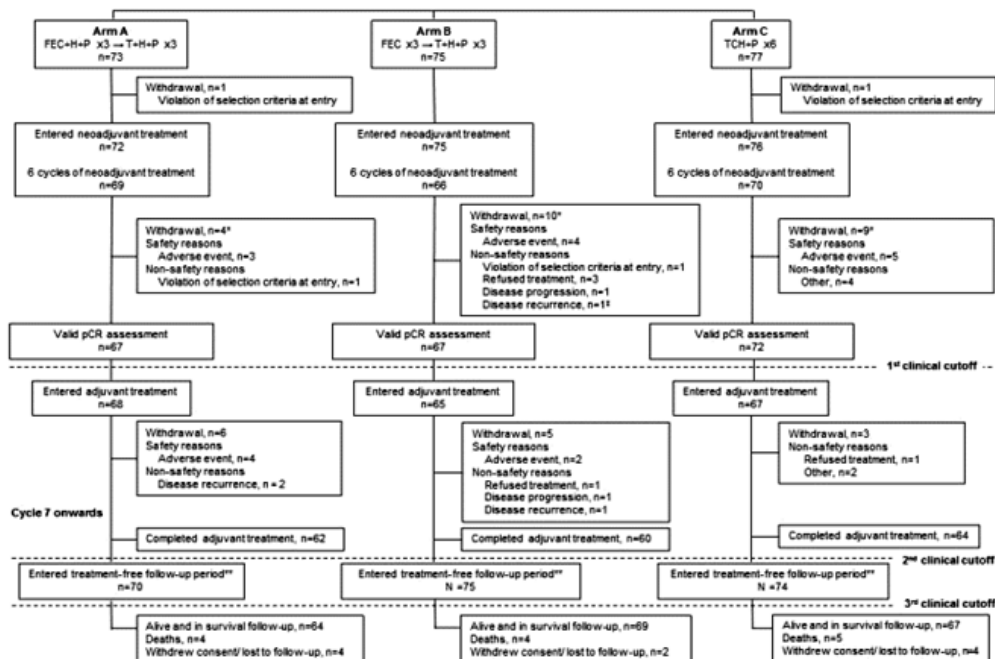 Arm A
FEC+H+P x3 → T+H+P x3
n=73
Arm B
FEC x3 → T+H+P x3
n=75
Arm C
TCH+P x6
n=77
Withdrawal, n=1
Violation of selection criteria at entry
Withdrawal, n=1
Violation of selection criteria at entry
Entered neoadjuvant treatment
n=72
6 cycles of neoadjuvant treatment
n=69
Entered neoadjuvant treatment
n=75
6 cycles of neoadjuvant treatment
n=66
Entered neoadjuvant treatment
n=76
6 cycles of neoadjuvant treatment
n=70
Withdrawal, n=4*
Safety reasons
Adverse event, n=3
Non-safety reasons
Violation of selection criteria at entry, n=1
Withdrawal, n=10*
Safety reasons
Adverse event, n=4
Non-safety reasons
Violation of selection criteria at entry, n=1
Refused treatment, n=3
Disease progression, n=1
Disease recurrence, n=1‡
Withdrawal, n=9*
Safety reasons
Adverse event, n=5
Non-safety reasons
Other, n=4
Valid pCR assessment
n=67
Valid pCR assessment
n=67
Valid pCR assessment
n=72
1st clinical cutoff
Entered adjuvant treatment
n=68
Entered adjuvant treatment
n=65
Entered adjuvant treatment
n=67
Withdrawal, n=6
Safety reasons
Adverse event, n=4
Non-safety reasons
Disease recurrence, n = 2
Withdrawal, n=5
Safety reasons
Adverse event, n=2
Non-safety reasons
Refused treatment, n=1
Disease progression, n=1
Disease recurrence, n=1
Withdrawal, n=3
Non-safety reasons
Refused treatment, n=1
Other, n=2
Cycle 7 onwards
Completed adjuvant treatment, n=62
Completed adjuvant treatment, n=60
Completed adjuvant treatment, n=64
2nd clinical cutoff
Entered treatment-free follow-up period**
n=70
Entered treatment-free follow-up period**
N =75
Entered treatment-free follow-up period**
N =74
3rd clinical cutoff
Alive and in survival follow-up, n=64
Deaths, n=4
Withdrew consent/ lost to follow-up, n=4
Alive and in survival follow-up, n=69
Deaths, n=4
Withdrew consent/ lost to follow-up, n=2
Alive and in survival follow-up, n=67
Deaths, n=5
Withdrew consent/ lost to follow-up, n=4